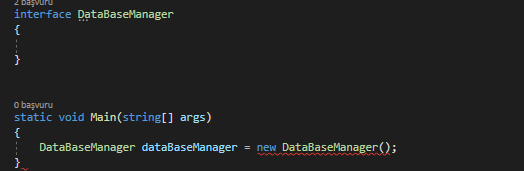 2 başvuru
interface DataBaseManager
{
}
0 başvuru
static void Main(string[] args)
{
DataBaseManager dataBaseManager = new DataBaseManager();
}